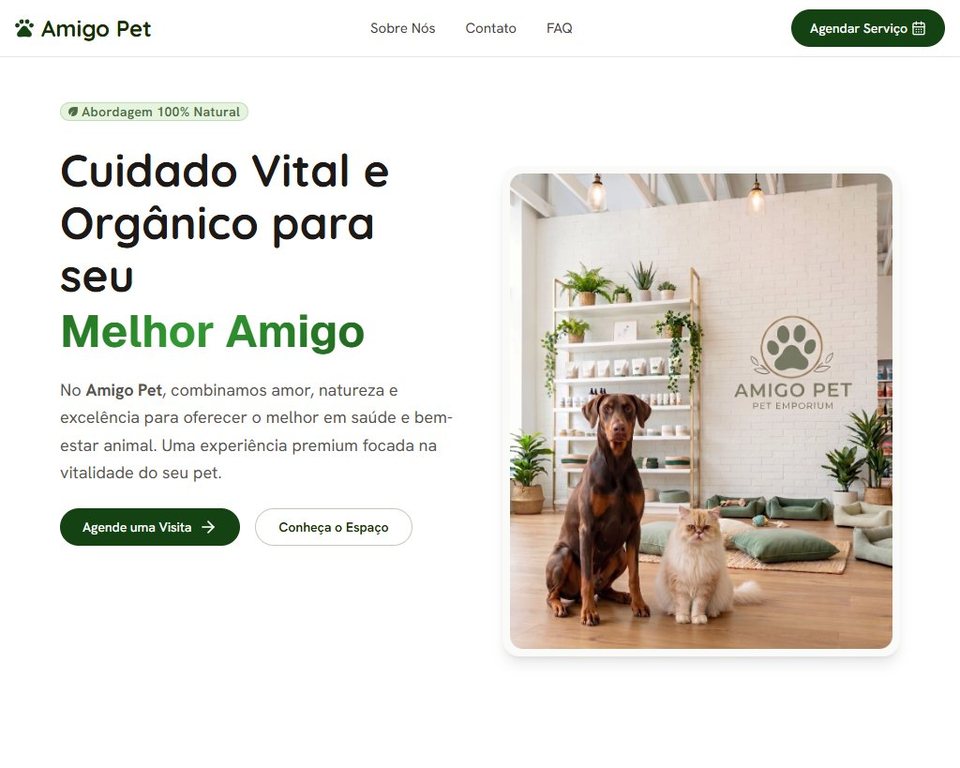 Amigo Pet
Sobre Nós
Contato
FAQ
Agendar Serviço
Abordagem 100% Natural
Cuidado Vital e
Orgânico para
seu
Melhor Amigo
No Amigo Pet, combinamos amor, natureza e
excelência para oferecer o melhor em saúde e bem-
estar animal. Uma experiência premium focada na
vitalidade do seu pet.
Agende uma Visita
Conheça o Espaço
AMIGO PET
PET EMPORIUM